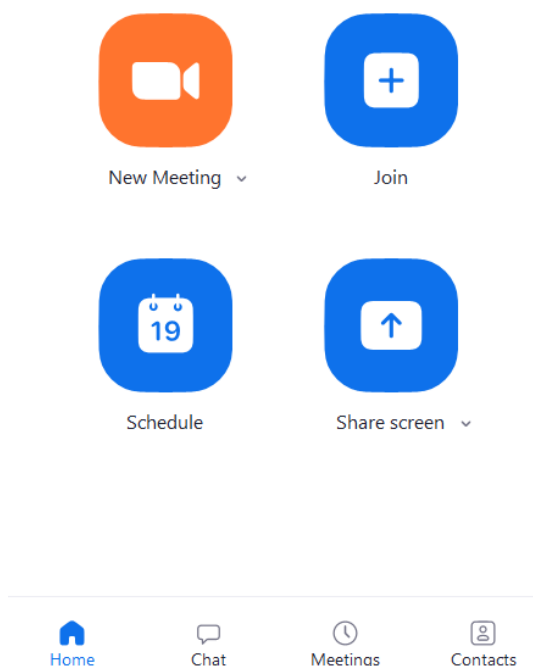 New Meeting
Join
19
Schedule
Share screen
Home
Chat
Meetings
Contacts